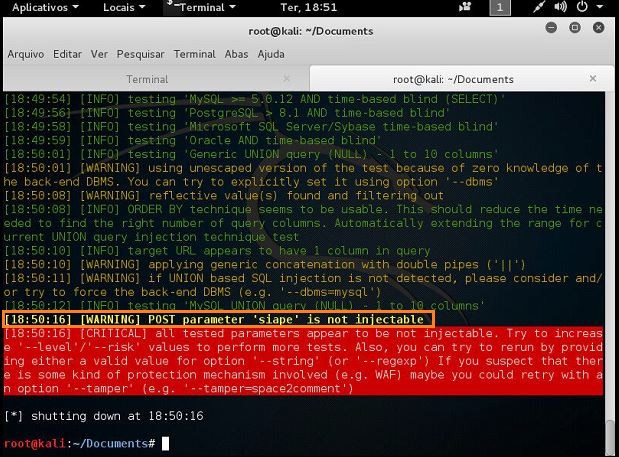 Aplicativos Locais Terminal Ter, 18:51 1
root@kali: ~/Documents
Arquivo Editar Ver Pesquisar Terminal Abas Ajuda
Terminal × root@kali: ~/Documents ×
[18:49:54] [INFO] testing 'MySQL >= 5.0.12 AND time-based blind (SELECT)'
[18:49:56] [INFO] testing 'PostgreSQL > 8.1 AND time-based blind'
[18:49:58] [INFO] testing 'Microsoft SQL Server/Sybase time-based blind'
[18:49:59] [INFO] testing 'Oracle AND time-based blind'
[18:50:01] [INFO] testing 'Generic UNION query (NULL) - 1 to 10 columns'
[18:50:01] [WARNING] using unescaped version of the test because of zero knowledge of t
he back-end DBMS. You can try to explicitly set it using option '--dbms'
[18:50:08] [WARNING] reflective value(s) found and filtering out
[18:50:08] [INFO] ORDER BY technique seems to be usable. This should reduce the time ne
eded to find the right number of query columns. Automatically extending the range for c
urrent UNION query injection technique test
[18:50:10] [INFO] target URL appears to have 1 column in query
[18:50:10] [WARNING] applying generic concatenation with double pipes ('||')
[18:50:11] [WARNING] if UNION based SQL injection is not detected, please consider and/
or try to force the back-end DBMS (e.g. '--dbms=mysql')
[18:50:12] [INFO] testing 'MySQL UNION query (NULL) - 1 to 10 columns'
[18:50:16] [WARNING] POST parameter 'siape' is not injectable
[18:50:16] [CRITICAL] all tested parameters appear to be not injectable. Try to increas
e '--level'/'--risk' values to perform more tests. Also, you can try to rerun by provid
ing either a valid value for option '--string' (or '--regexp') If you suspect that ther
e is some kind of protection mechanism involved (e.g. WAF) maybe you could retry with a
n option '--tamper' (e.g. '--tamper=space2comment')
[*] shutting down at 18:50:16
root@kali:~/Documents#